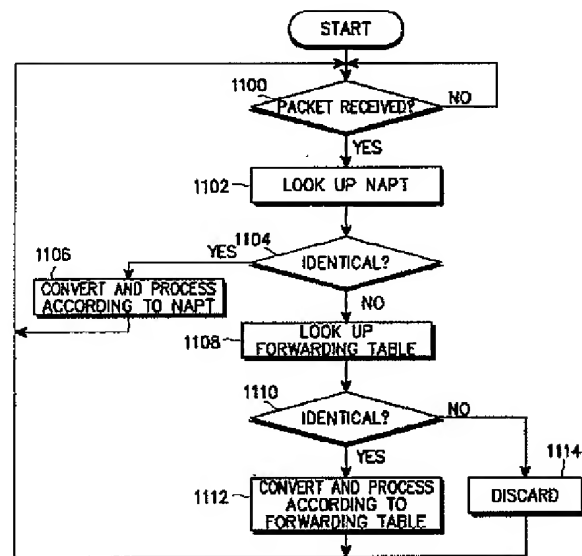 START
1100
PACKET RECEIVED?
NO
YES
1102
LOOK UP NAPT
1104
YES
IDENTICAL?
1106
CONVERT AND PROCESS
ACCORDING TO NAPT
NO
1108
LOOK UP
FORWARDING TABLE
1110
IDENTICAL?
NO
YES
1114
1112
CONVERT AND PROCESS
ACCORDING TO
FORWARDING TABLE
DISCARD